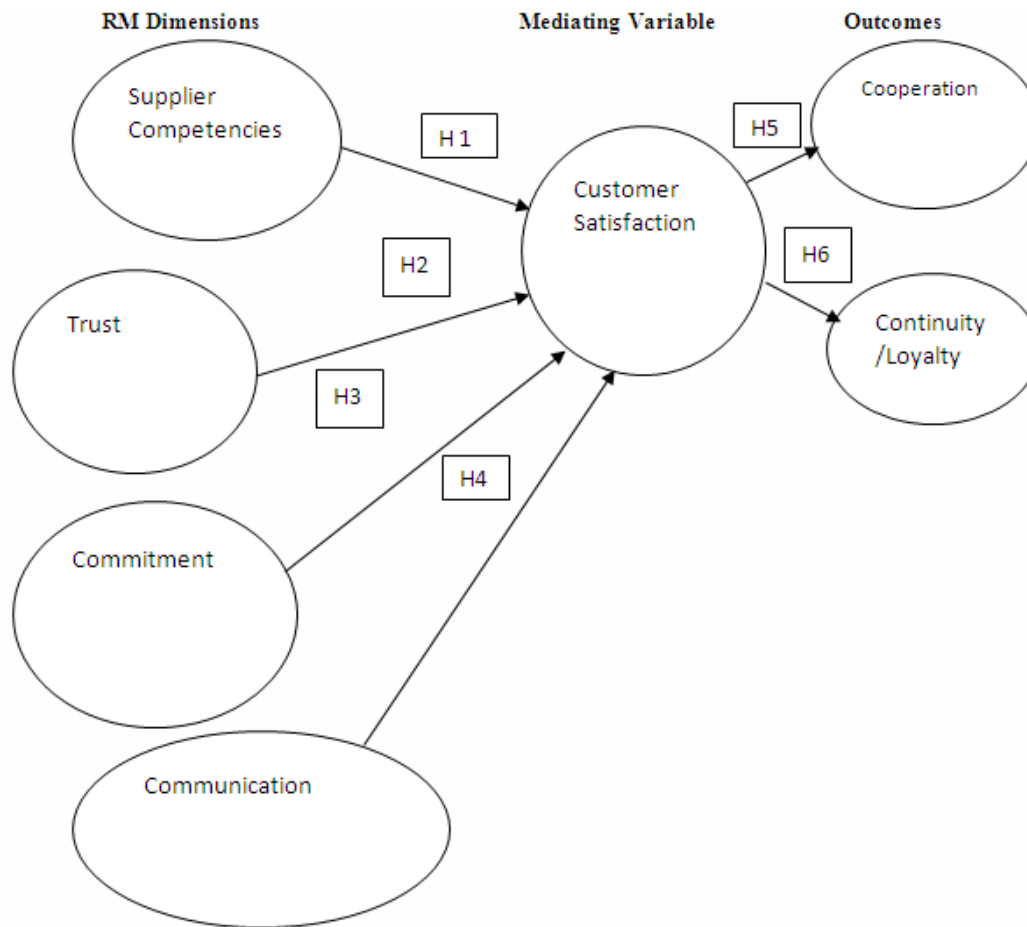 RM Dimensions
Mediating Variable
Outcomes
Supplier
Competencies
H 1
Customer
Satisfaction
H5
Cooperation
H2
Trust
H6
Continuity
/Loyalty
H3
H4
Commitment
Communication